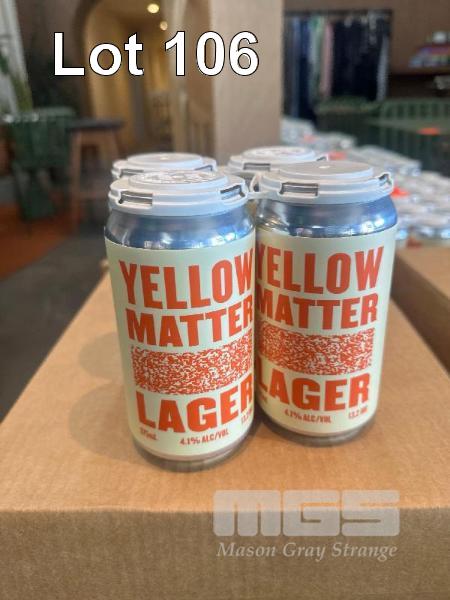 Lot 106
YELLOW
MATTER
LAGER
375mL 4.1% ALC/VOL
YELLOW
MATTER
LAGER
4.1% ALC/VOL
MGS
Mason Gray Strange